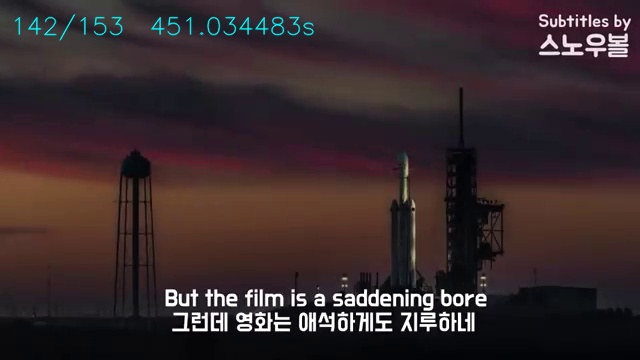 142/153 451.034483s
Subtitles by
스노우볼
But the film is a saddening bore
그런데 영화는 애석하게도 지루하네